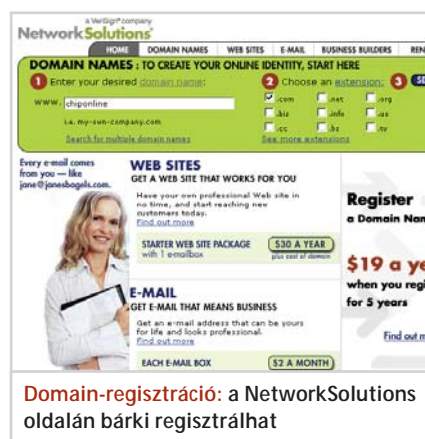 a VeriSign company
NetworkSolutions
HOME DOMAIN NAMES WEB SITES E-MAIL BUSINESS BUILDERS REN
DOMAIN NAMES : TO CREATE YOUR ONLINE IDENTITY, START HERE
1 Enter your desired domain name:
www. chiponline
i.e. my-own-company.com
Search for multiple domain names
2 Choose an extension: 3
.com .net .org
.biz .info .us
.cc .bz .tv
See more extensions
Every e-mail comes
from you — like
jane@janesbagels.com.
WEB SITES
GET A WEB SITE THAT WORKS FOR YOU
Have your own professional Web site in
no time, and start reaching new
customers today.
Find out more
STARTER WEB SITE PACKAGE $30 A YEAR
with 1 e-mailbox plus cost of domain
E-MAIL
GET E-MAIL THAT MEANS BUSINESS
Get an e-mail address that can be yours
for life and looks professional.
Find out more
EACH E-MAIL BOX $2 A MONTH
Register
a Domain Nam
$19 a ye
when you regi
for 5 years
Find out m
Domain-regisztráció: a NetworkSolutions
oldalán bárki regisztrálhat